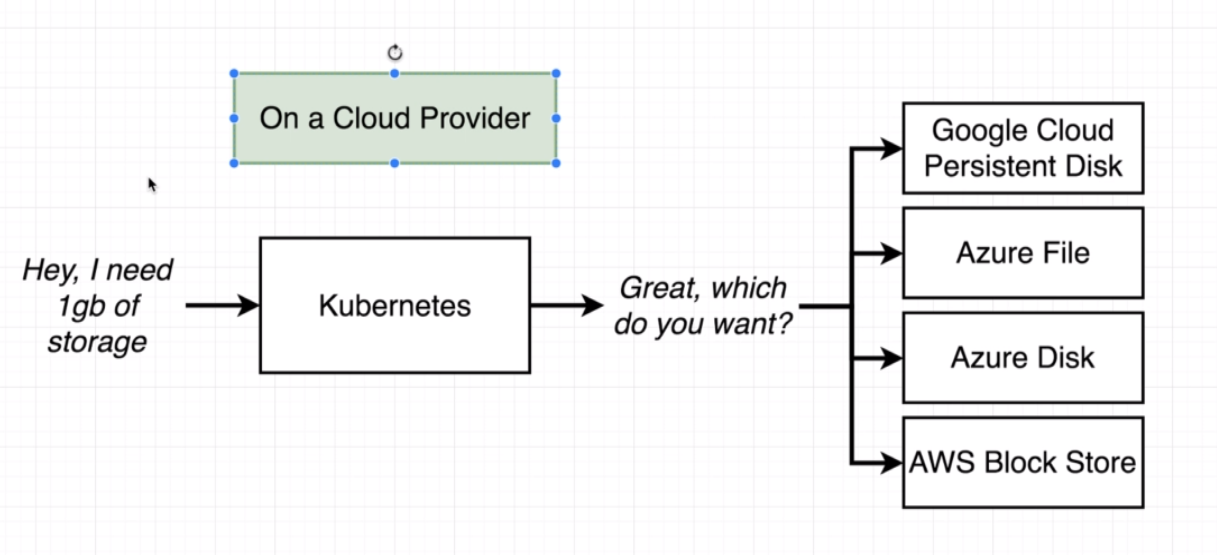 On a Cloud Provider
Hey, I need
1gb of
storage
Kubernetes
Great, which
do you want?
Google Cloud
Persistent Disk
Azure File
Azure Disk
AWS Block Store